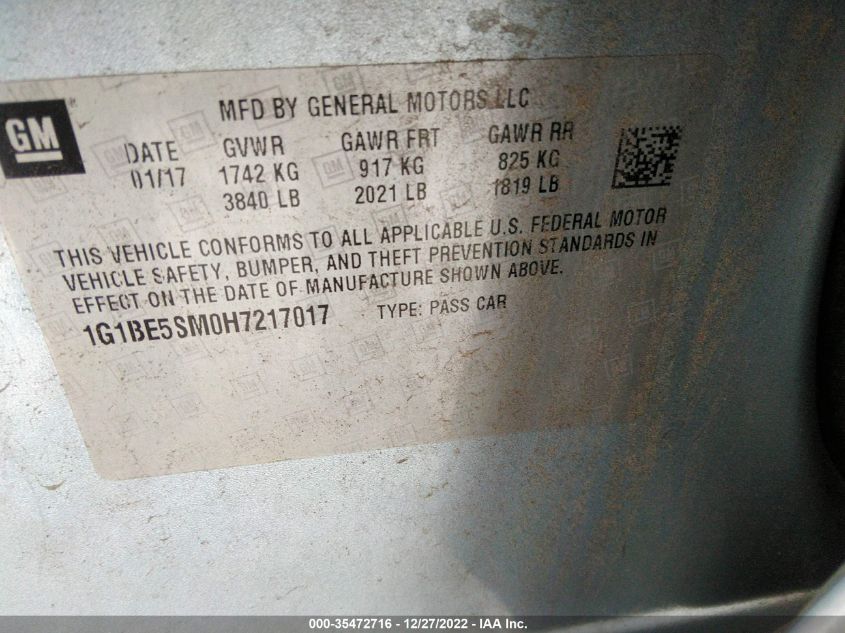 GM
MFD BY GENERAL MOTORS LLC
DATE GVWR GAWR FRT GAWR RR
01/17 1742 KG 917 KG 825 KG
3840 LB 2021 LB 1819 LB
THIS VEHICLE CONFORMS TO ALL APPLICABLE U.S. FEDERAL MOTOR
VEHICLE SAFETY, BUMPER, AND THEFT PREVENTION STANDARDS IN
EFFECT ON THE DATE OF MANUFACTURE SHOWN ABOVE.
1G1BE5SM0H7217017 TYPE: PASS CAR
000-35472716 - 12/27/2022 - IAA Inc.